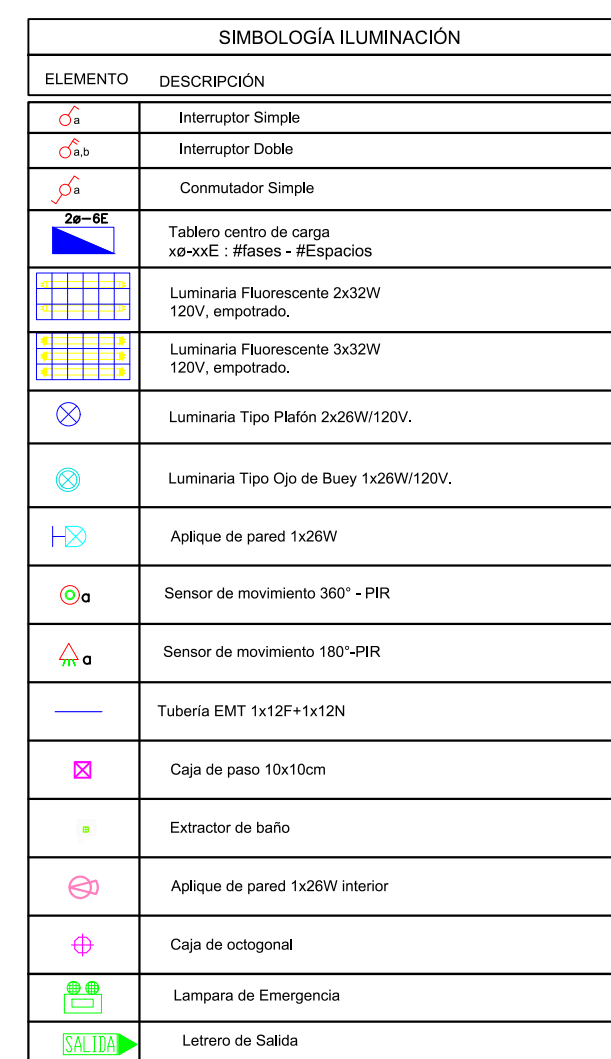 SIMBOLOGÍA ILUMINACIÓN
ELEMENTO DESCRIPCIÓN
a Interruptor Simple
a,b Interruptor Doble
a Conmutador Simple
2ø-6E
Tablero centro de carga
xø-xxE : #fases - #Espacios
Luminaria Fluorescente 2x32W
120V, empotrado.
Luminaria Fluorescente 3x32W
120V, empotrado.
Luminaria Tipo Plafón 2x26W/120V.
Luminaria Tipo Ojo de Buey 1x26W/120V.
Aplique de pared 1x26W
a Sensor de movimiento 360° - PIR
a Sensor de movimiento 180°-PIR
Tubería EMT 1x12F+1x12N
Caja de paso 10x10cm
Extractor de baño
Aplique de pared 1x26W interior
Caja de octogonal
Lampara de Emergencia
SALIDA Letrero de Salida